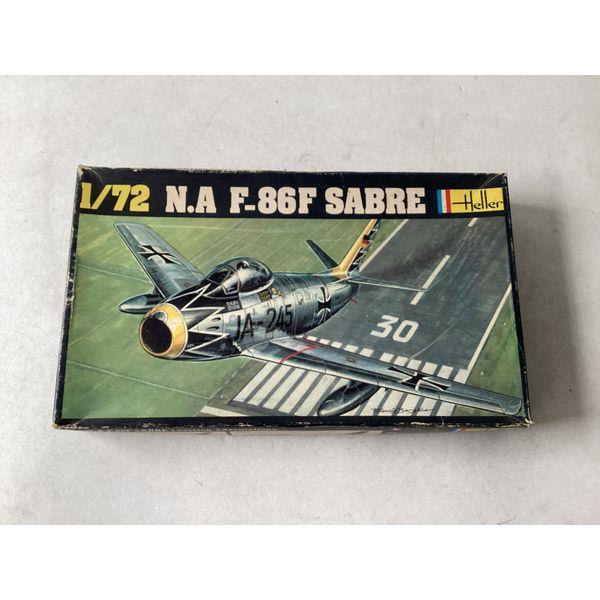 1/72 N.A F-86F SABRE Heller
JA-245
30